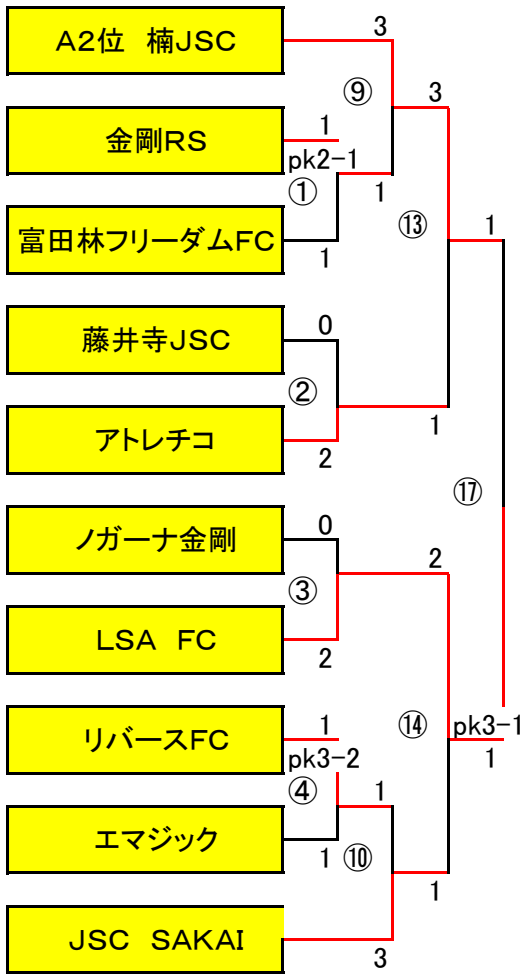 A2位 楠JSC
3
⑨
3
金剛RS
1
pk2-1
①
1
富田林フリーダムFC
1
⑬
1
藤井寺JSC
0
②
アトレチコ
2
1
⑰
ノガーナ金剛
0
③
2
LSA FC
2
リバースFC
1
pk3-2
④
⑭
pk3-1
1
エマジック
1
1
⑩
1
JSC SAKAI
3